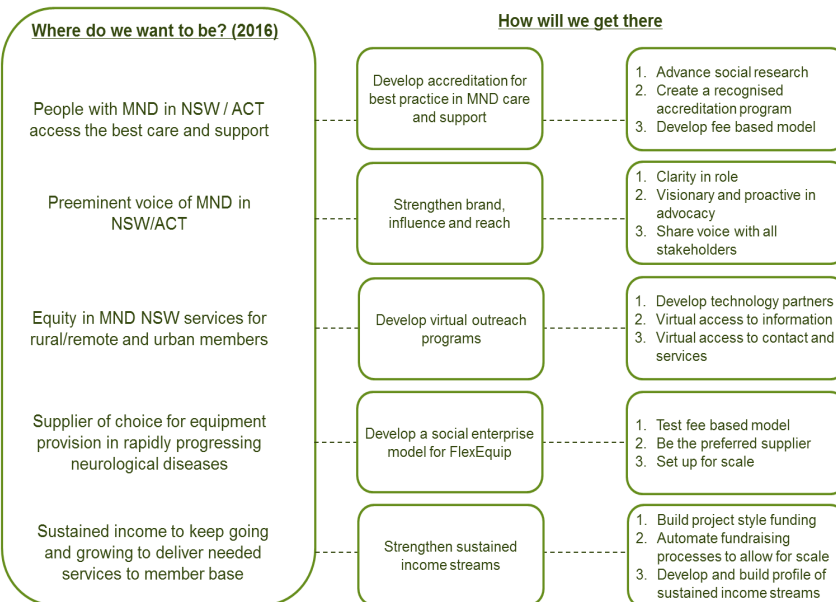 Where do we want to be? (2016)
How will we get there
People with MND in NSW / ACT
access the best care and support
Develop accreditation for
best practice in MND care
and support
1. Advance social research
2. Create a recognised
accreditation program
3. Develop fee based model
Preeminent voice of MND in
NSW/ACT
Strengthen brand,
influence and reach
1. Clarity in role
2. Visionary and proactive in
advocacy
3. Share voice with all
stakeholders
Equity in MND NSW services for
rural/remote and urban members
Develop virtual outreach
programs
1. Develop technology partners
2. Virtual access to information
3. Virtual access to contact and
services
Supplier of choice for equipment
provision in rapidly progressing
neurological diseases
Develop a social enterprise
model for FlexEquip
1. Test fee based model
2. Be the preferred supplier
3. Set up for scale
Sustained income to keep going
and growing to deliver needed
services to member base
Strengthen sustained
income streams
1. Build project style funding
2. Automate fundraising
processes to allow for scale
3. Develop and build profile of
sustained income streams